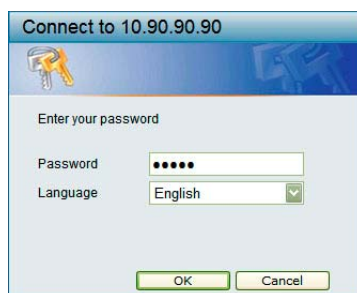 Connect to 10.90.90.90
Enter your password
Password •••••
Language English
OK Cancel